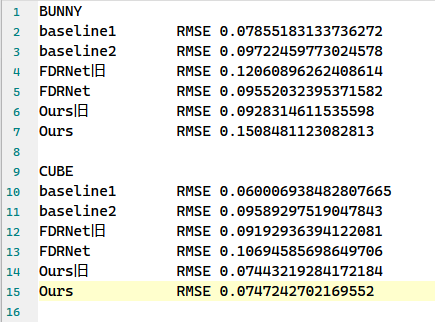 1 BUNNY
2 baseline1 RMSE 0.07855183133736272
3 baseline2 RMSE 0.09722459773024578
4 FDRNet旧 RMSE 0.12060896262408614
5 FDRNet RMSE 0.09552032395371582
6 Ours旧 RMSE 0.0928314611535598
7 Ours RMSE 0.1508481123082813
8
9 CUBE
10 baseline1 RMSE 0.060006938482807665
11 baseline2 RMSE 0.09589297519047843
12 FDRNet旧 RMSE 0.09192936394122081
13 FDRNet RMSE 0.10694585698649706
14 Ours旧 RMSE 0.07443219284172184
15 Ours RMSE 0.0747242702169552
16